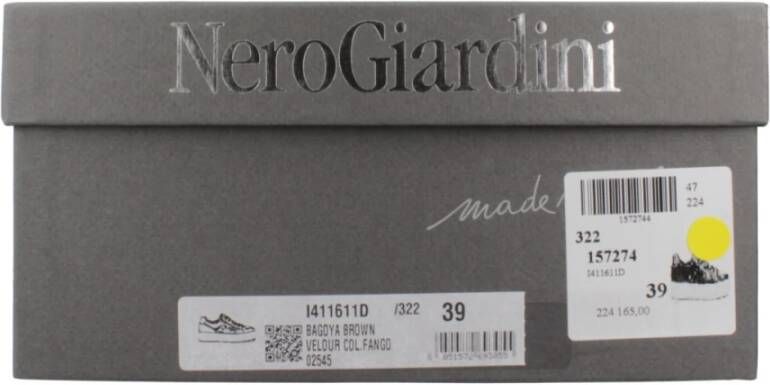 NeroGiardini
made
47
224
1572744
322
157274
I411611D
39
224 165,00
I411611D /322 39
BAGOYA BROWN
VELOUR COL.FANGO
02545